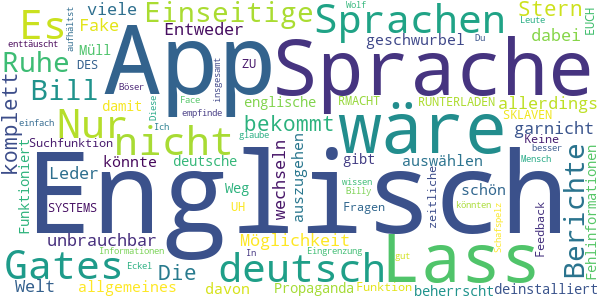 viele Es Fake Einseitige Sprachen Stern
Entweder
Wolf Leute Du EUCH
enttäuscht aufhältst
Müll DES App ZU Sprache geschwurbel dabei
Ruhe
Bill
komplett
Böser insgesamt
damit Diese Face englische RMACHT RUNTERLADEN allerdings
Nur nicht bekommt wäre SKLAVEN
einfach Ich empfinde glaube garnicht
Suchfunktion Keine besser
Funktioniert könnte deutsche wechseln auszugehen gibt auswählen Mensch
Leder Weg wissen Billy zeitliche schön Feedback Berichte Fehlinformationen
SYSTEMS Englisch
unbrauchbar UH Fragen könnten Schafspelz
Möglichkeit
Gates Die deutsch Lass
Informationen In Eingrenzung gut
Welt Eckel
allgemeines davon Propaganda Funktion beherrscht deinstalliert